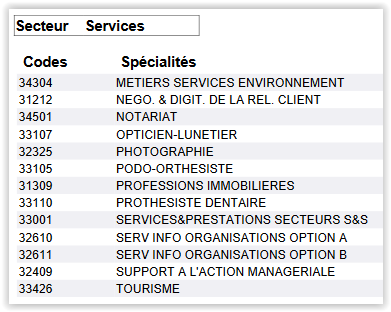 Secteur Services
Codes Spécialités
34304 METIERS SERVICES ENVIRONNEMENT
31212 NEGO. & DIGIT. DE LA REL. CLIENT
34501 NOTARIAT
33107 OPTICIEN-LUNETIER
32325 PHOTOGRAPHIE
33105 PODO-ORTHESISTE
31309 PROFESSIONS IMMOBILIERES
33110 PROTHESISTE DENTAIRE
33001 SERVICES&PRESTATIONS SECTEURS S&S
32610 SERV INFO ORGANISATIONS OPTION A
32611 SERV INFO ORGANISATIONS OPTION B
32409 SUPPORT A L'ACTION MANAGERIALE
33426 TOURISME